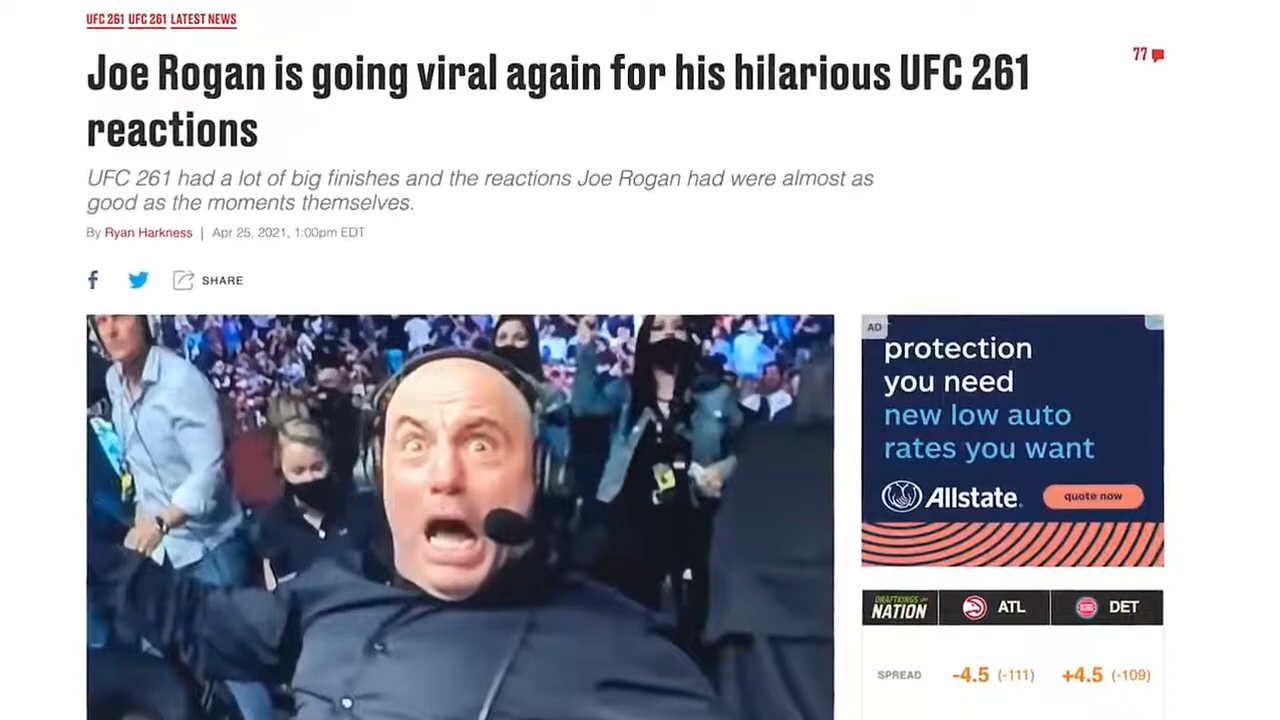 UFC 261 UFC 261 LATEST NEWS
Joe Rogan is going viral again for his hilarious UFC 261
reactions
77
UFC 261 had a lot of big finishes and the reactions Joe Rogan had were almost as
good as the moments themselves.
By Ryan Harkness | Apr 25, 2021, 1:00pm EDT
SHARE
AD
protection
you need
new low auto
rates you want
Allstate.
quote now
DRAFTKINGS
NATION
ATL
DET
SPREAD
-4.5 (-111)
+4.5 (-109)